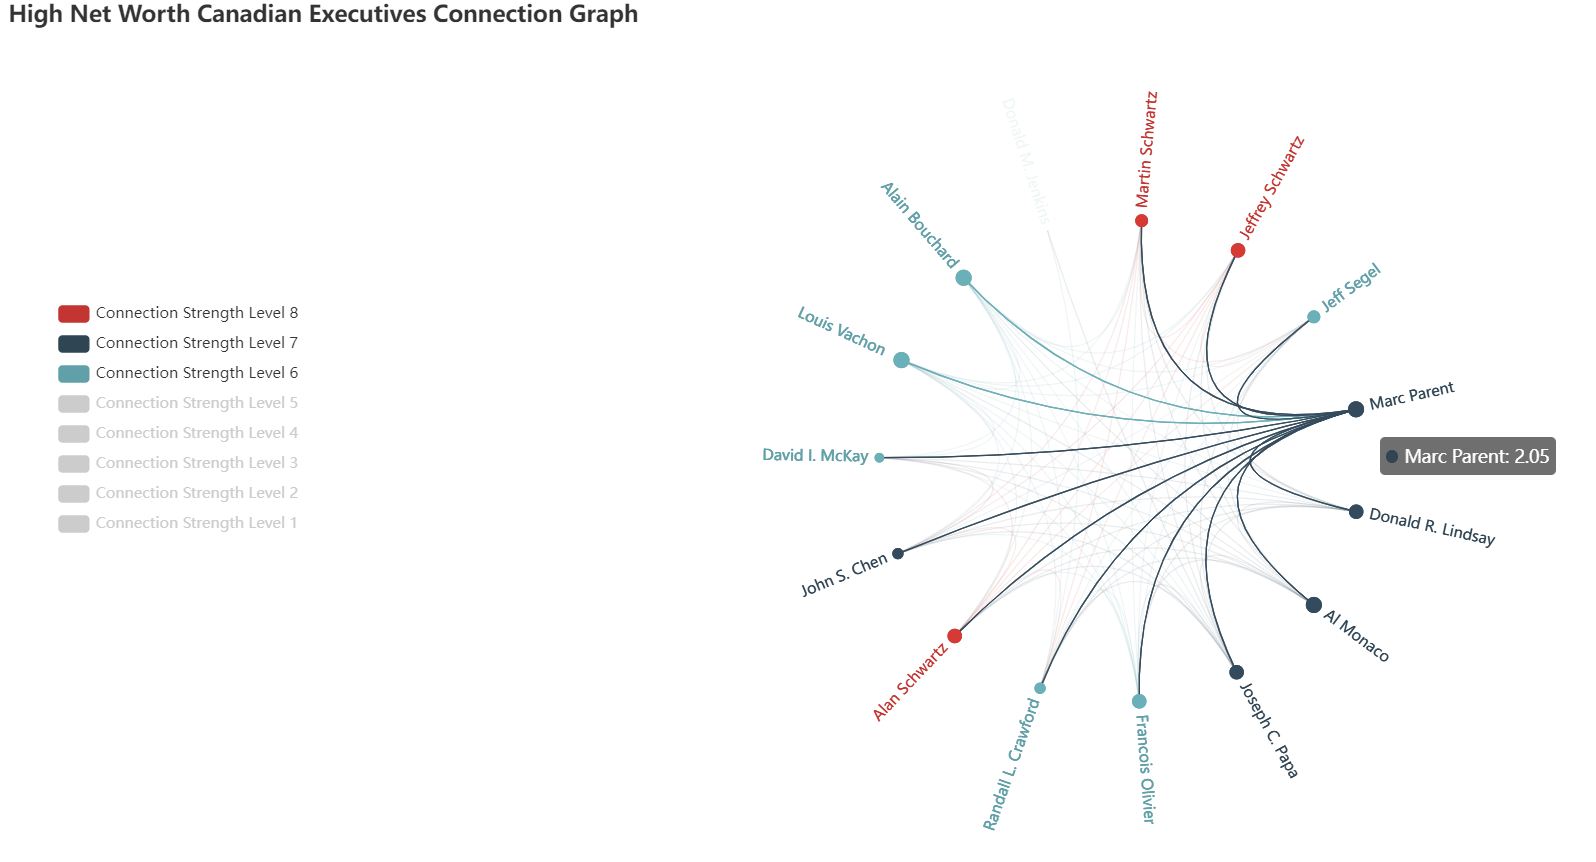 High Net Worth Canadian Executives Connection Graph
Connection Strength Level 8
Connection Strength Level 7
Connection Strength Level 6
Connection Strength Level 5
Connection Strength Level 4
Connection Strength Level 3
Connection Strength Level 2
Connection Strength Level 1
Donald M. Jenkins
Martin Schwartz
Jeffrey Schwartz
Jeff Segel
Marc Parent
Marc Parent: 2.05
Donald R. Lindsay
Al Monaco
Joseph C. Papa
Francois Olivier
Randall L. Crawford
Alan Schwartz
John S. Chen
David I. McKay
Louis Vachon
Alain Bouchard